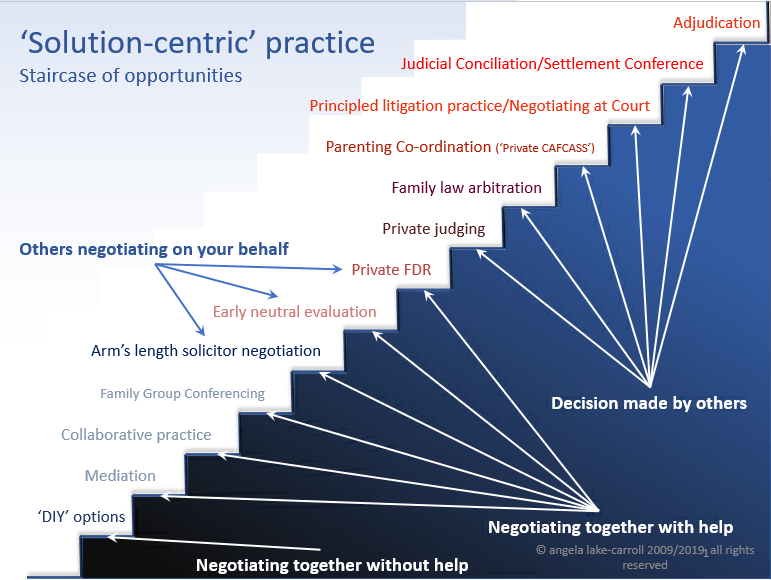 ‘Solution-centric’ practice
Staircase of opportunities
Adjudication
Judicial Conciliation/Settlement Conference
Principled litigation practice/Negotiating at Court
Parenting Co-ordination (‘Private CAFCASS’)
Family law arbitration
Private judging
Others negotiating on your behalf
Private FDR
Early neutral evaluation
Arm’s length solicitor negotiation
Family Group Conferencing
Decision made by others
Collaborative practice
Mediation
‘DIY’ options
Negotiating together with help
Negotiating together without help
© angela lake-carroll 2009/2019 all rights
reserved
1